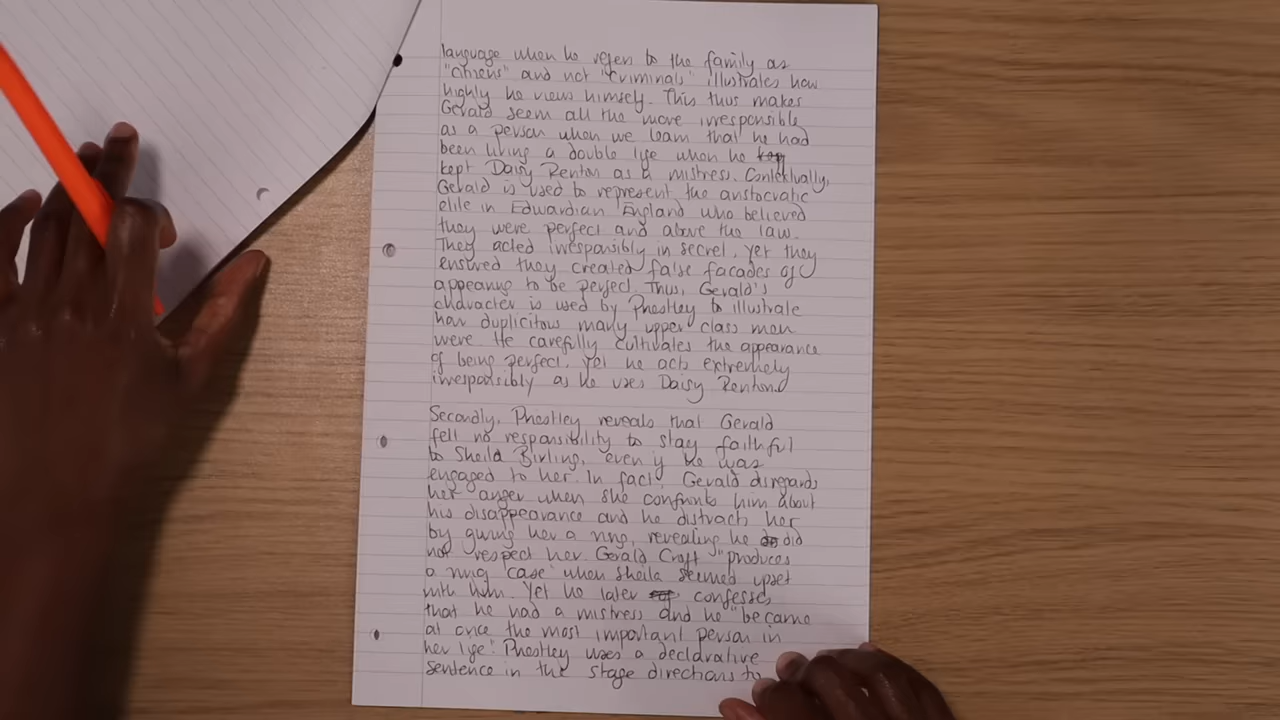 language when he refers to the family as
"citizens" and not "criminals" illustrates how
highly he views himself. This thus makes
Gerald seem all the more irresponsible
as a person when we learn that he had
been living a double life when he
kept Daisy Renton as a mistress. Contextually,
Gerald is used to represent the aristocratic
elite in Edwardian England who believed
they were perfect and above the law.
They acted irresponsibly in secret, yet they
ensured they created false facades of
appearing to be perfect. Thus, Gerald's
character is used by Priestley to illustrate
how duplicitous many upper class men
were. He carefully cultivates the appearance
of being perfect, yet he acts extremely
irresponsibly as he uses Daisy Renton.

Secondly, Priestley reveals that Gerald
felt no responsibility to stay faithful
to Sheila Birling, even if he was
engaged to her. In fact, Gerald disregards
her anger when she confronts him about
his disappearance and he distracts her
by giving her a ring, revealing he did
not respect her. Gerald Croft "produces
a ring case" when Sheila seemed upset
with him. Yet he later confesses
that he had a mistress and he "became
at once the most important person in
her life". Priestley uses a declarative
sentence in the stage directions to